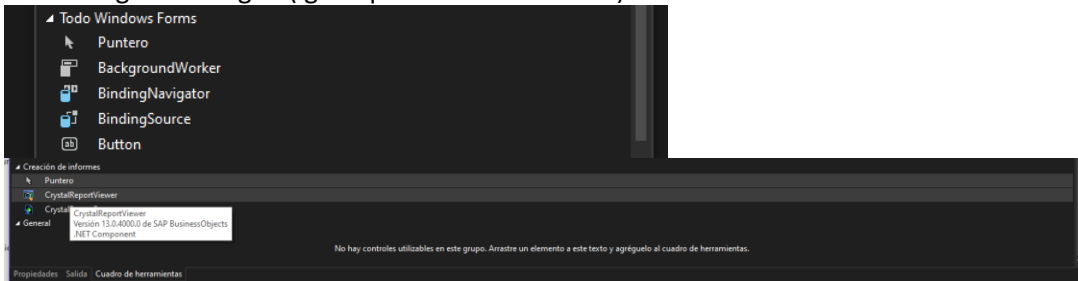 Todo Windows Forms
Puntero
BackgroundWorker
BindingNavigator
BindingSource
Button
Creación de informes
Puntero
CrystalReportViewer
Crystal
CrystalReportViewer
Versión 13.0.4000.0 de SAP BusinessObjects
.NET Component
General
No hay controles utilizables en este grupo. Arrastre un elemento a este texto y agréguelo al cuadro de herramientas.
Propiedades Salida Cuadro de herramientas